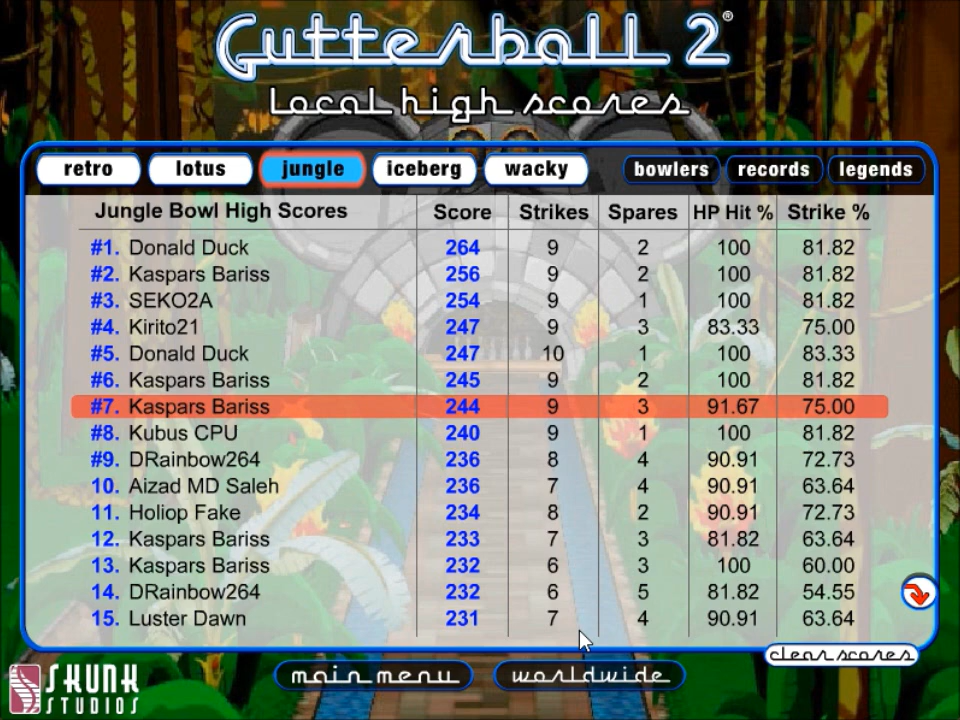 Gutterball 2®
local high scores
retro lotus jungle iceberg wacky bowlers records legends
Jungle Bowl High Scores Score Strikes Spares HP Hit % Strike %
#1. Donald Duck 264 9 2 100 81.82
#2. Kaspars Bariss 256 9 2 100 81.82
#3. SEKO2A 254 9 1 100 81.82
#4. Kirito21 247 9 3 83.33 75.00
#5. Donald Duck 247 10 1 100 83.33
#6. Kaspars Bariss 245 9 2 100 81.82
#7. Kaspars Bariss 244 9 3 91.67 75.00
#8. Kubus CPU 240 9 1 100 81.82
#9. DRainbow264 236 8 4 90.91 72.73
10. Aizad MD Saleh 236 7 4 90.91 63.64
11. Holiop Fake 234 8 2 90.91 72.73
12. Kaspars Bariss 233 7 3 81.82 63.64
13. Kaspars Bariss 232 6 3 100 60.00
14. DRainbow264 232 6 5 81.82 54.55
15. Luster Dawn 231 7 4 90.91 63.64
clear scores
main menu worldwide
SKUNK
STUDIOS